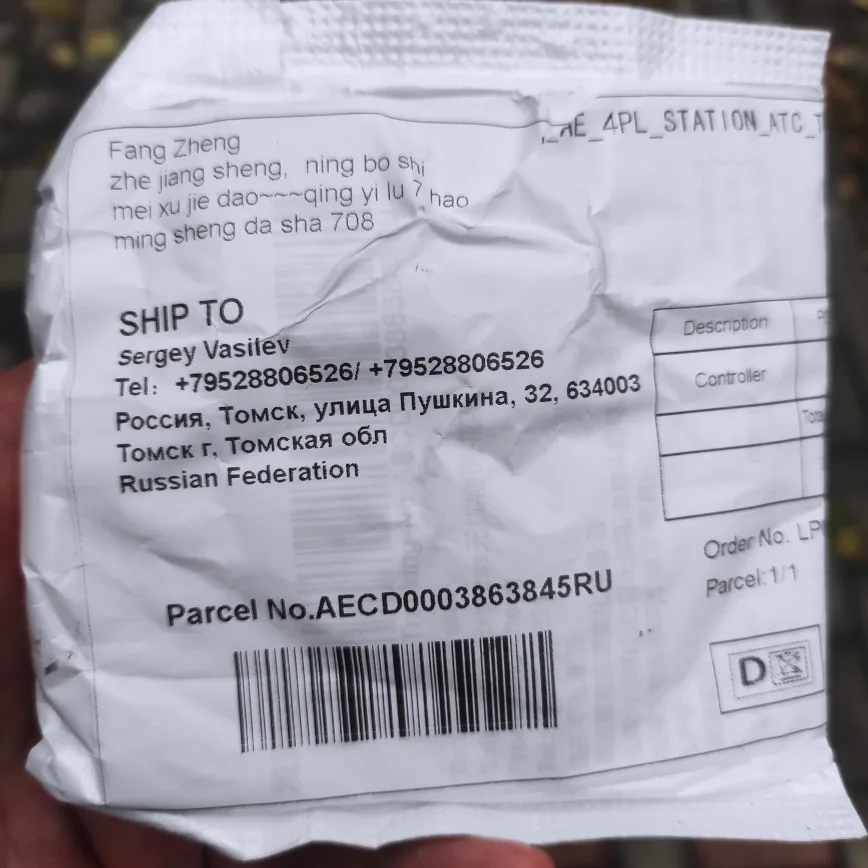 _AE_4PL_STATION_ATC_T
Fang Zheng
zhe jiang sheng, ning bo shi
mei xu jie dao~~~qing yi lu 7 hao
ming sheng da sha 708
SHIP TO
Sergey Vasilev
Tel: +79528806526/ +79528806526
Россия, Томск, улица Пушкина, 32, 634003
Томск г, Томская обл
Russian Federation
Description
Controller
Order No. LP
Parcel:1/1
Parcel No.AECD0003863845RU
D